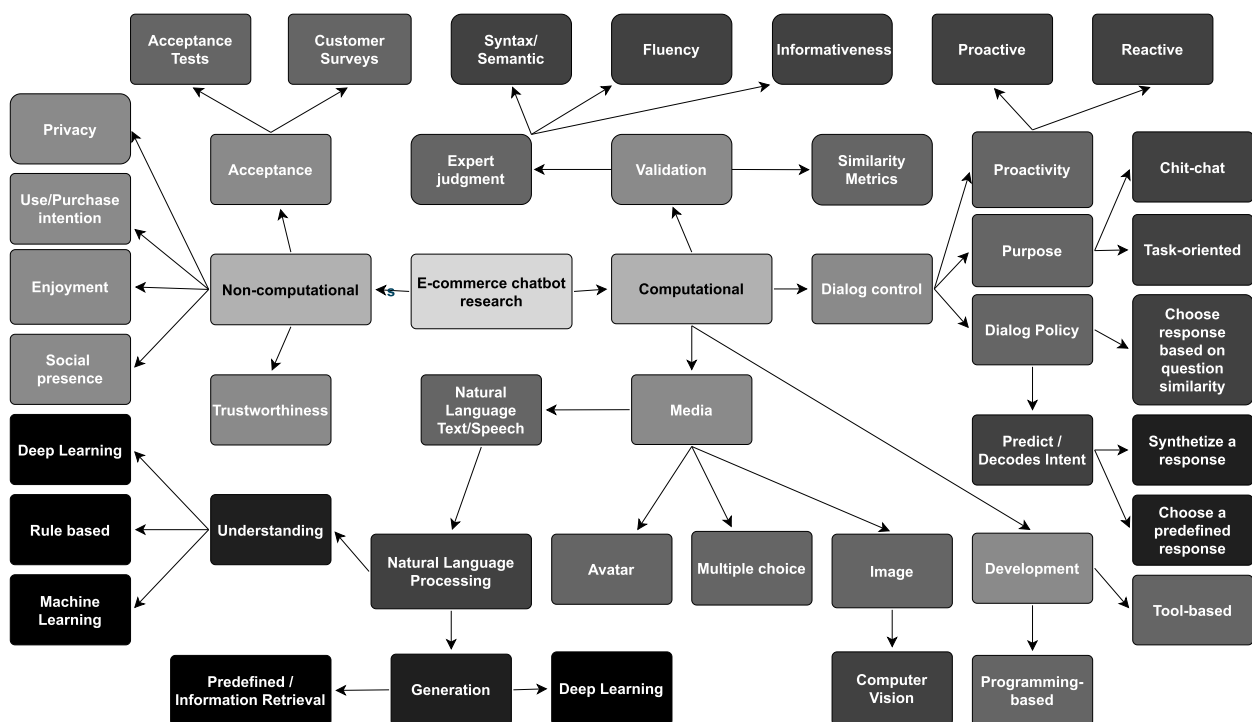 Acceptance
Tests
Customer
Surveys
Syntax/
Semantic
Fluency
Informativeness
Proactive
Reactive
Privacy
Acceptance
Expert
judgment
Validation
Similarity
Metrics
Proactivity
Chit-chat
Use/Purchase
intention
Purpose
Task-oriented
Enjoyment
Non-computational
s
E-commerce chatbot
research
Computational
Dialog control
Dialog Policy
Choose
response
based on
question
similarity
Social
presence
Trustworthiness
Natural
Language
Text/Speech
Media
Deep Learning
Predict /
Decodes Intent
Synthetize a
response
Rule based
Understanding
Choose a
predefined
response
Natural Language
Processing
Avatar
Multiple choice
Image
Development
Machine
Learning
Tool-based
Predefined /
Information Retrieval
Generation
Deep Learning
Computer
Vision
Programming-
based